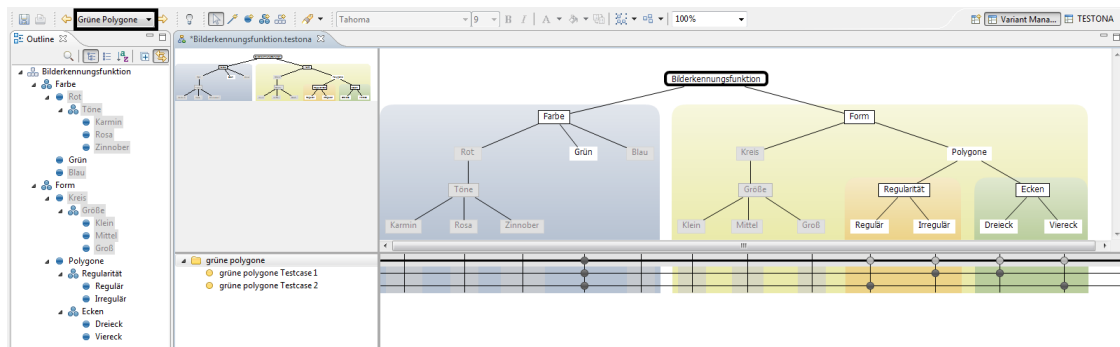 Grüne Polygone Tahoma 9 B I A 100% Variant Mana... TESTONA
Outline
*Bilderkennungsfunktion.testona
Bilderkennungsfunktion
Farbe
Rot
Töne
Karmin
Rosa
Zinnober
Grün
Blau
Form
Kreis
Größe
Klein
Mittel
Groß
Polygone
Regularität
Regulär
Irregulär
Ecken
Dreieck
Viereck
Bilderkennungsfunktion
Farbe Form
Rot Grün Blau Kreis Polygone
Töne Größe Regularität Ecken
Karmin Rosa Zinnober Klein Mittel Groß Regulär Irregulär Dreieck Viereck
grüne polygone
grüne polygone Testcase 1
grüne polygone Testcase 2